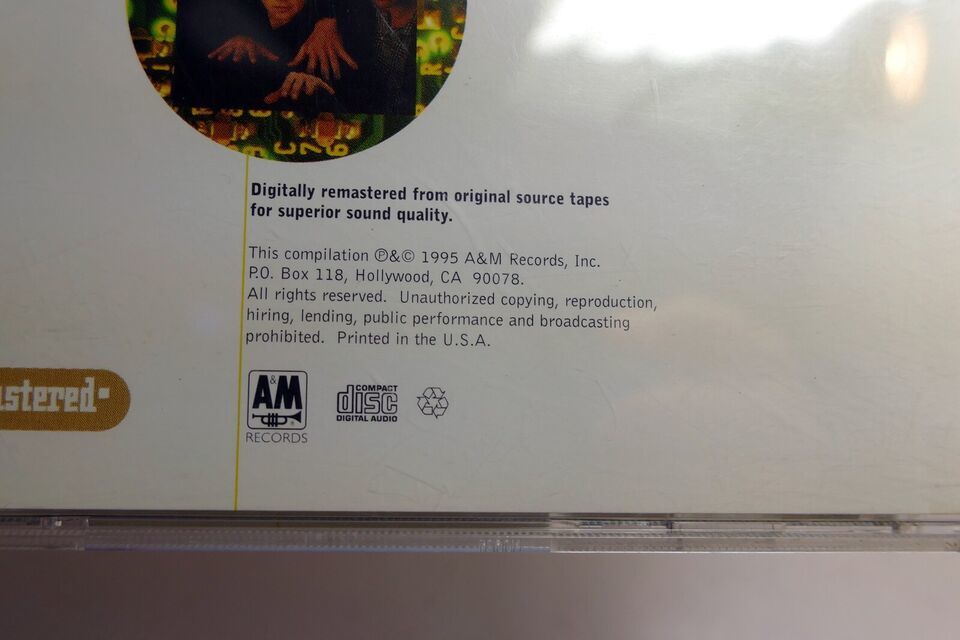 Digitally remastered from original source tapes
for superior sound quality.
This compilation ℗&© 1995 A&M Records, Inc.
P.O. Box 118, Hollywood, CA 90078.
All rights reserved. Unauthorized copying, reproduction,
hiring, lending, public performance and broadcasting
prohibited. Printed in the U.S.A.
stered
A&M
RECORDS
COMPACT
disc
DIGITAL AUDIO